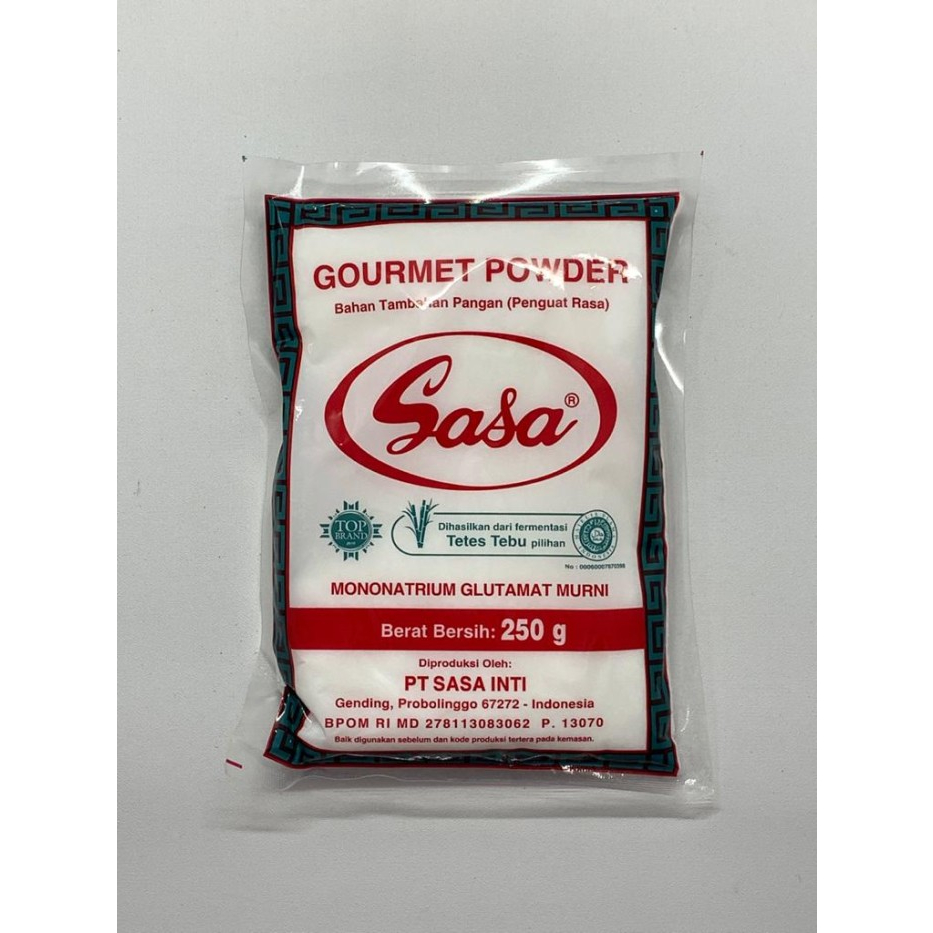 GOURMET POWDER
Bahan Tambahan Pangan (Penguat Rasa)
Sasa®
TOP
BRAND
Dihasilkan dari fermentasi
Tetes Tebu pilihan
MONONATRIUM GLUTAMAT MURNI
Berat Bersih: 250 g
Diproduksi Oleh:
PT SASA INTI
Gending, Probolinggo 67272 - Indonesia
BPOM RI MD 278113083062 P. 13070
Baik digunakan sebelum dan kode produksi tertera pada kemasan.